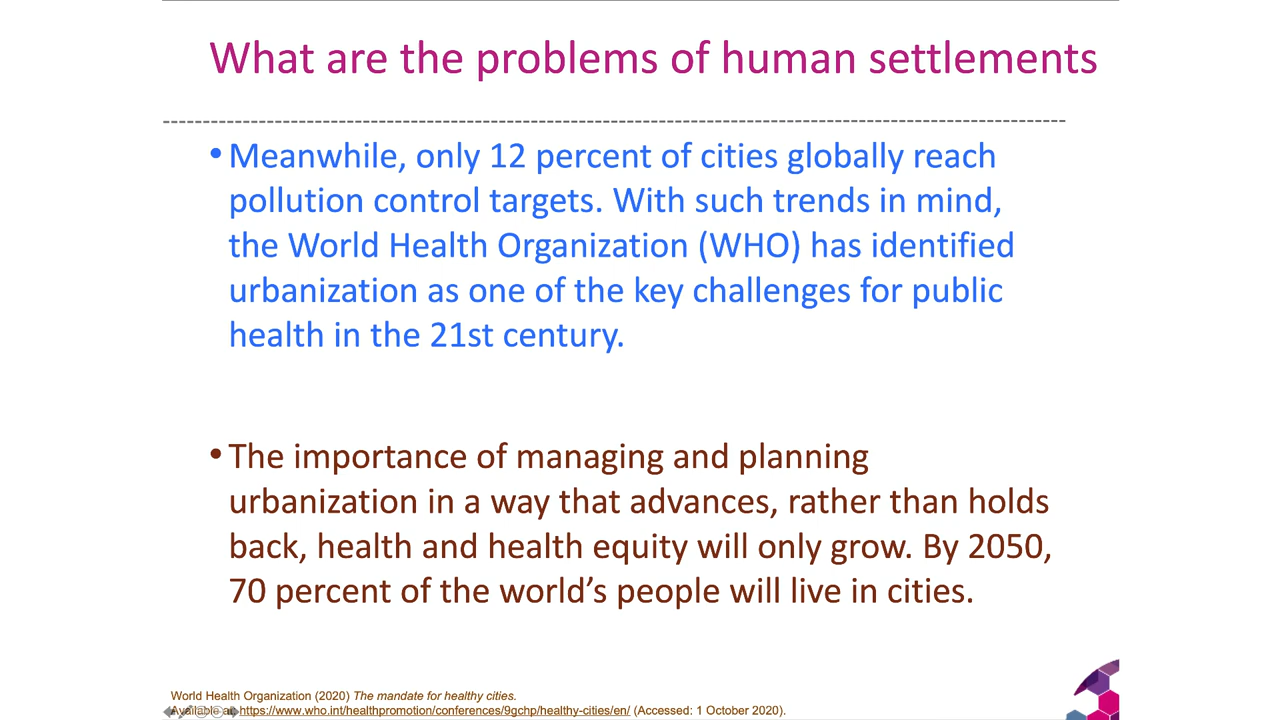 What are the problems of human settlements
• Meanwhile, only 12 percent of cities globally reach
pollution control targets. With such trends in mind,
the World Health Organization (WHO) has identified
urbanization as one of the key challenges for public
health in the 21st century.
• The importance of managing and planning
urbanization in a way that advances, rather than holds
back, health and health equity will only grow. By 2050,
70 percent of the world’s people will live in cities.
World Health Organization (2020) The mandate for healthy cities.
Available at: https://www.who.int/healthpromotion/conferences/9gchp/healthy-cities/en/ (Accessed: 1 October 2020).